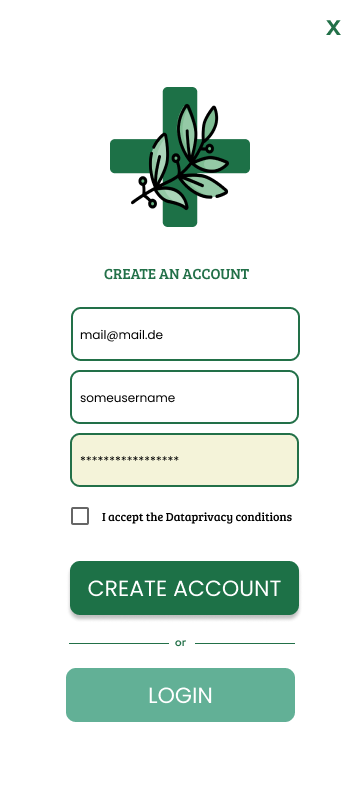 X
CREATE AN ACCOUNT
mail@mail.de
someusername
*****************
I accept the Dataprivacy conditions
CREATE ACCOUNT
or
LOGIN